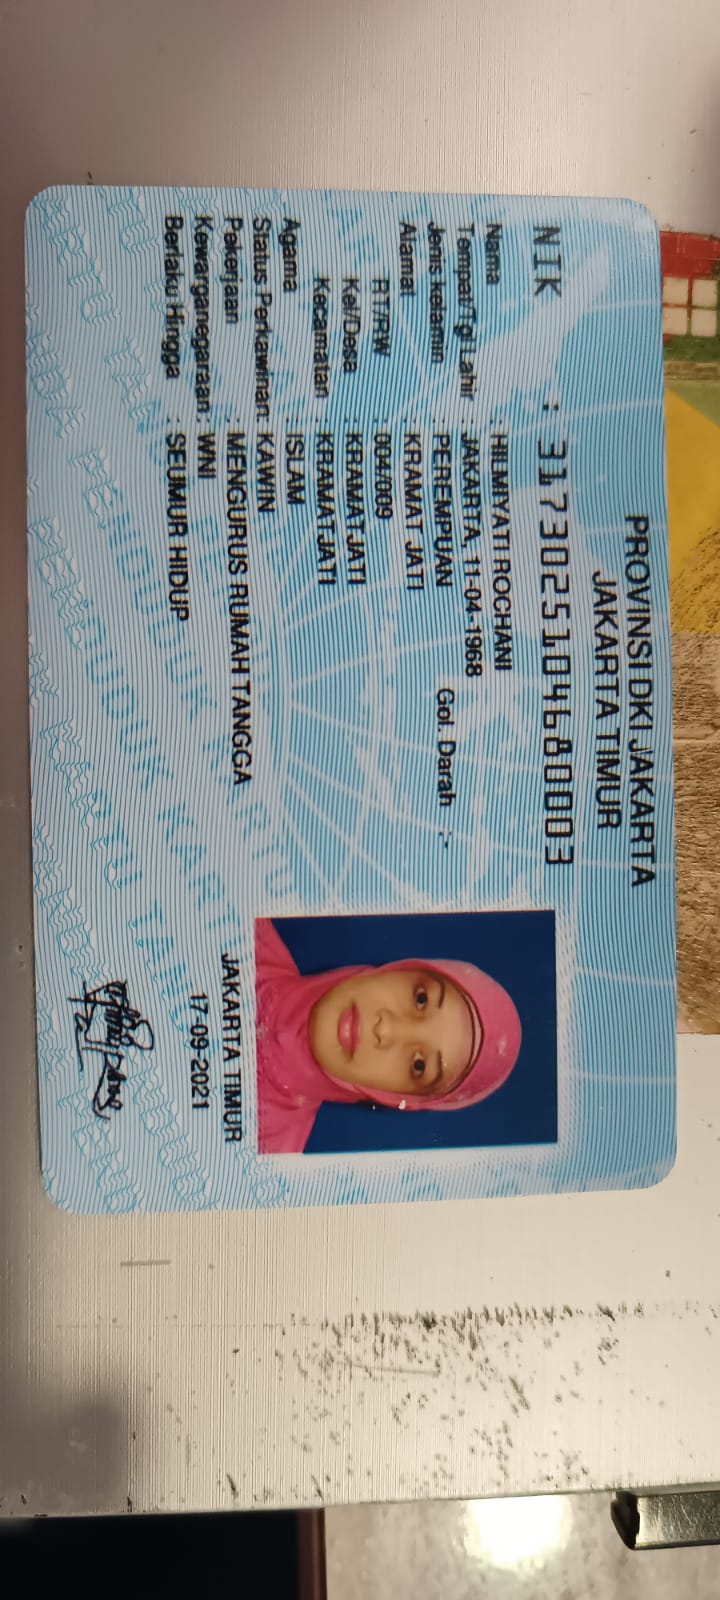 PROVINSI DKI JAKARTA
JAKARTA TIMUR
NIK : 3173025104680003
Nama : HILMIYATI ROCHANI
Tempat/Tgl Lahir : JAKARTA, 11-04-1968
Jenis kelamin : PEREMPUAN Gol. Darah : -
Alamat : KRAMAT JATI
RT/RW : 004/009
Kel/Desa : KRAMATJATI
Kecamatan : KRAMATJATI
Agama : ISLAM
Status Perkawinan: KAWIN
Pekerjaan : MENGURUS RUMAH TANGGA
Kewarganegaraan: WNI
Berlaku Hingga : SEUMUR HIDUP
JAKARTA TIMUR
17-09-2021